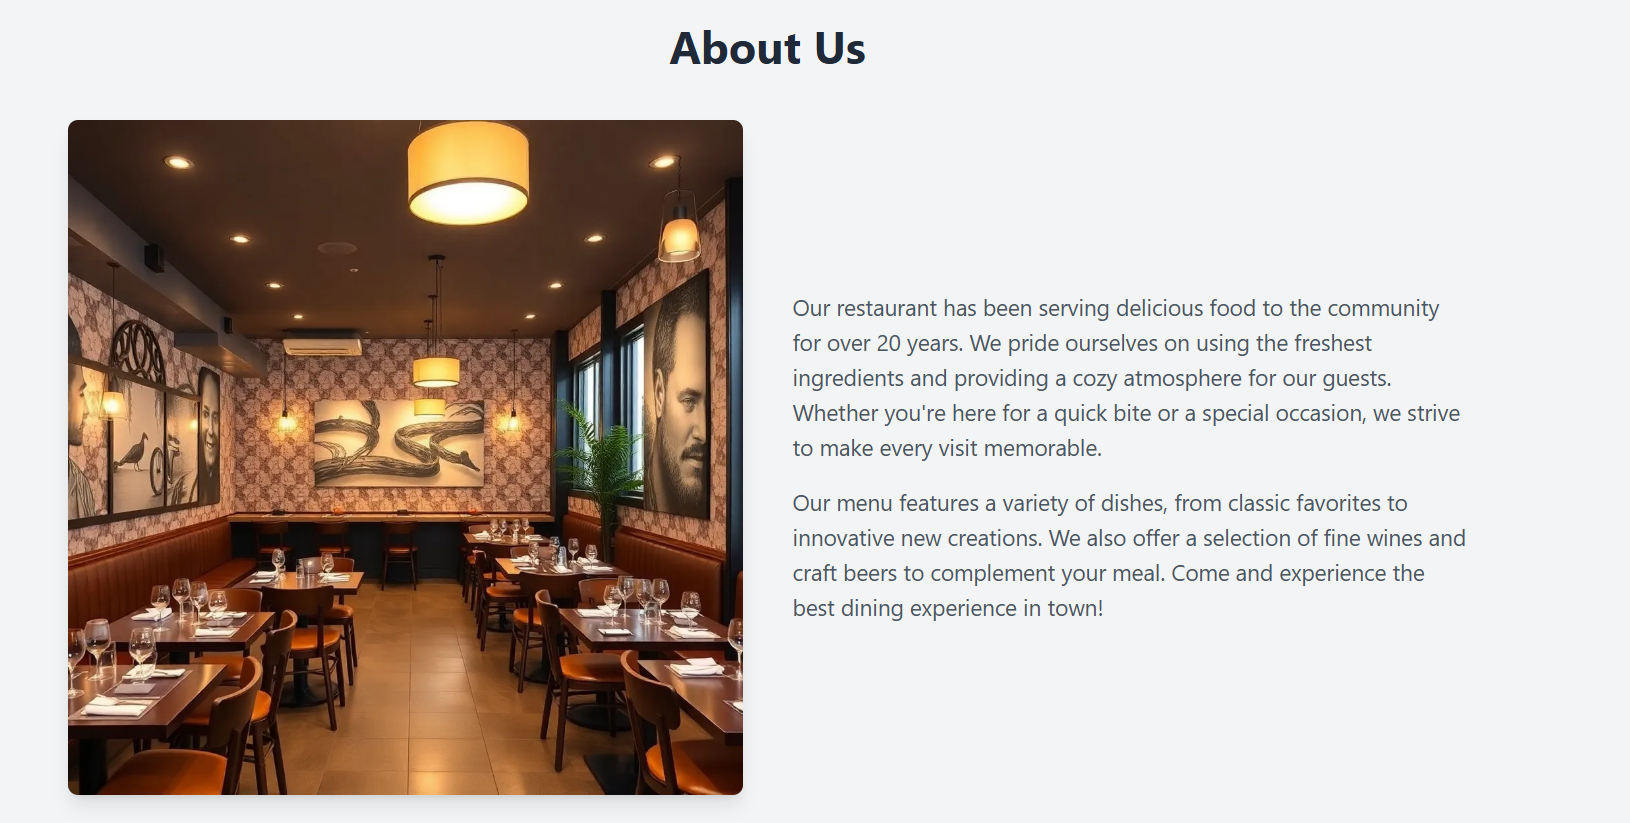 About Us
Our restaurant has been serving delicious food to the community
for over 20 years. We pride ourselves on using the freshest
ingredients and providing a cozy atmosphere for our guests.
Whether you're here for a quick bite or a special occasion, we strive
to make every visit memorable.
Our menu features a variety of dishes, from classic favorites to
innovative new creations. We also offer a selection of fine wines and
craft beers to complement your meal. Come and experience the
best dining experience in town!